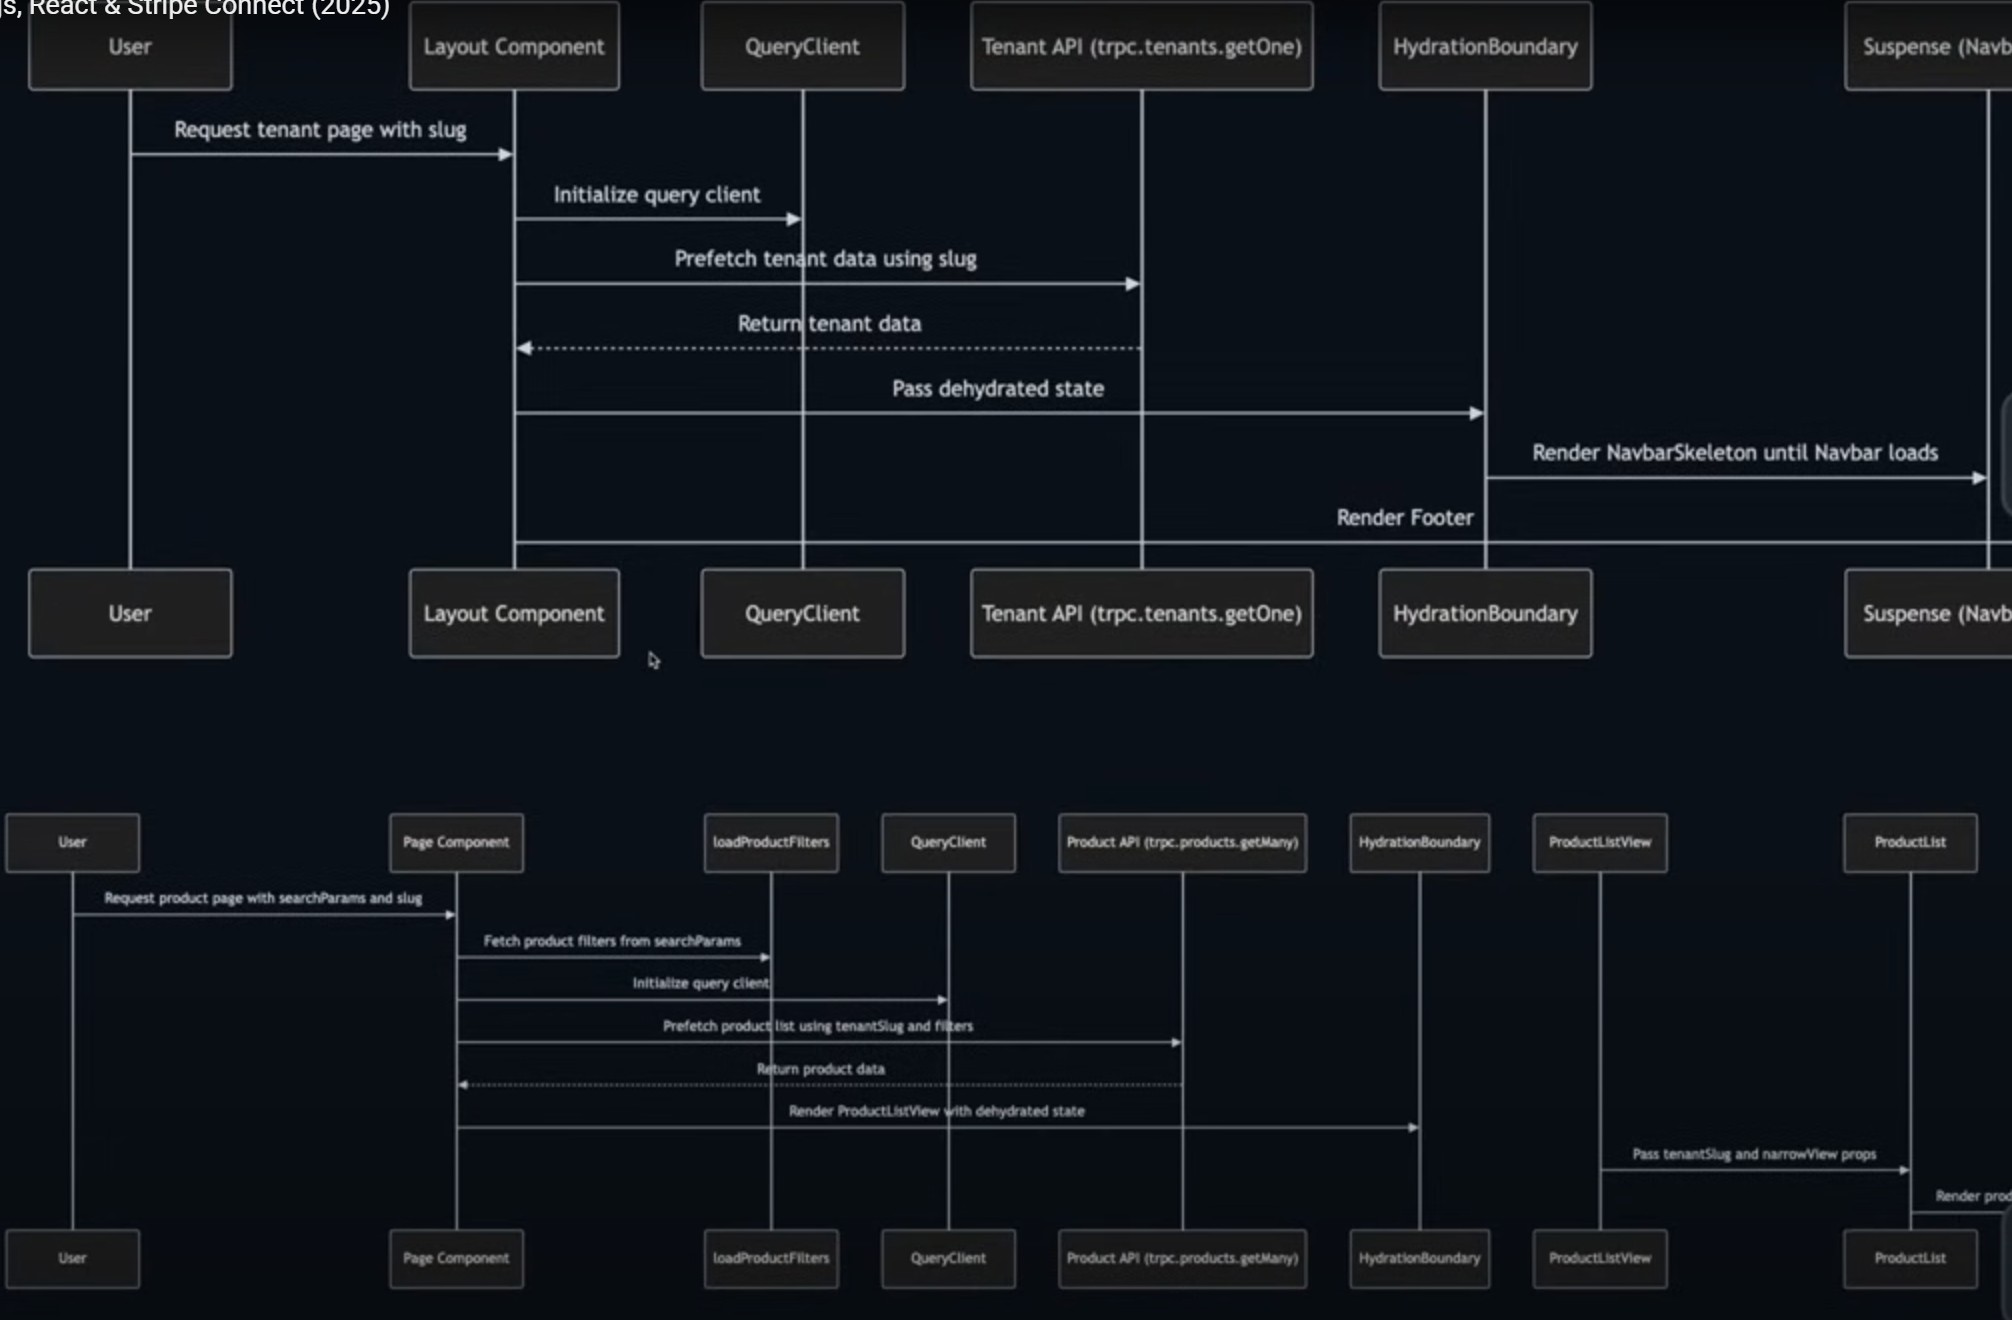 js, React & Stripe Connect (2025)
User
Layout Component
QueryClient
Tenant API (trpc.tenants.getOne)
HydrationBoundary
Suspense (Navb
Request tenant page with slug
Initialize query client
Prefetch tenant data using slug
Return tenant data
Pass dehydrated state
Render NavbarSkeleton until Navbar loads
Render Footer
User
Layout Component
QueryClient
Tenant API (trpc.tenants.getOne)
HydrationBoundary
Suspense (Navb
User
Page Component
loadProductFilters
QueryClient
Product API (trpc.products.getMany)
HydrationBoundary
ProductListView
ProductList
Request product page with searchParams and slug
Fetch product filters from searchParams
Initialize query client
Prefetch product list using tenantSlug and filters
Return product data
Render ProductListView with dehydrated state
Pass tenantSlug and narrowView props
Render prod
User
Page Component
loadProductFilters
QueryClient
Product API (trpc.products.getMany)
HydrationBoundary
ProductListView
ProductList